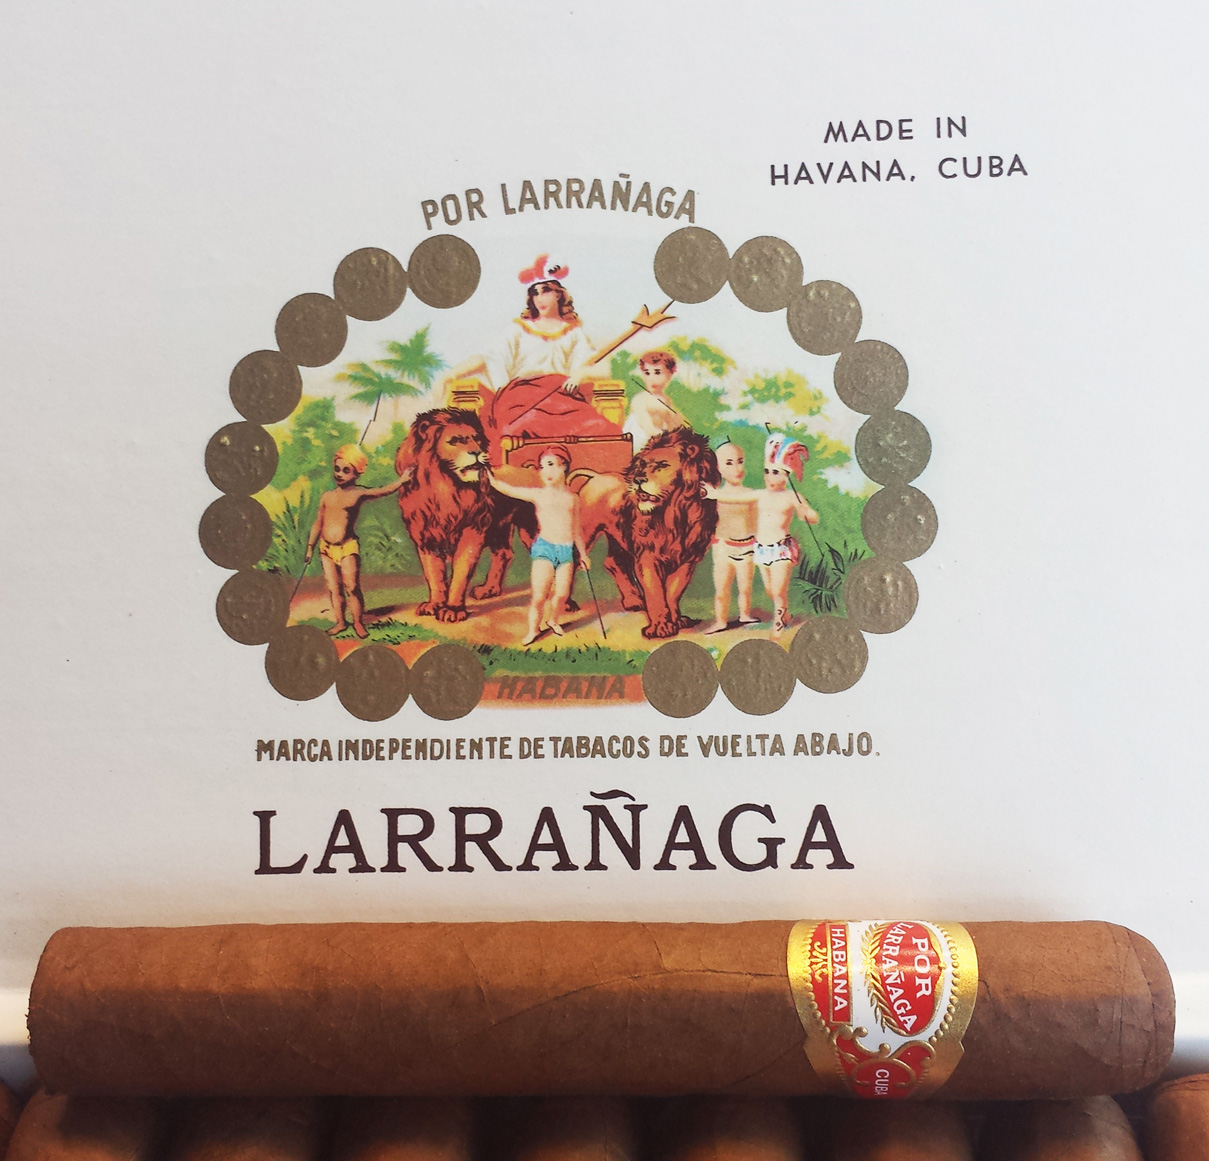 MADE IN
HAVANA, CUBA
POR LARRAÑAGA
HABANA
MARCA INDEPENDIENTE DE TABACOS DE VUELTA ABAJO.
LARRAÑAGA
HABANA
POR
LARRAÑAGA
CUBA